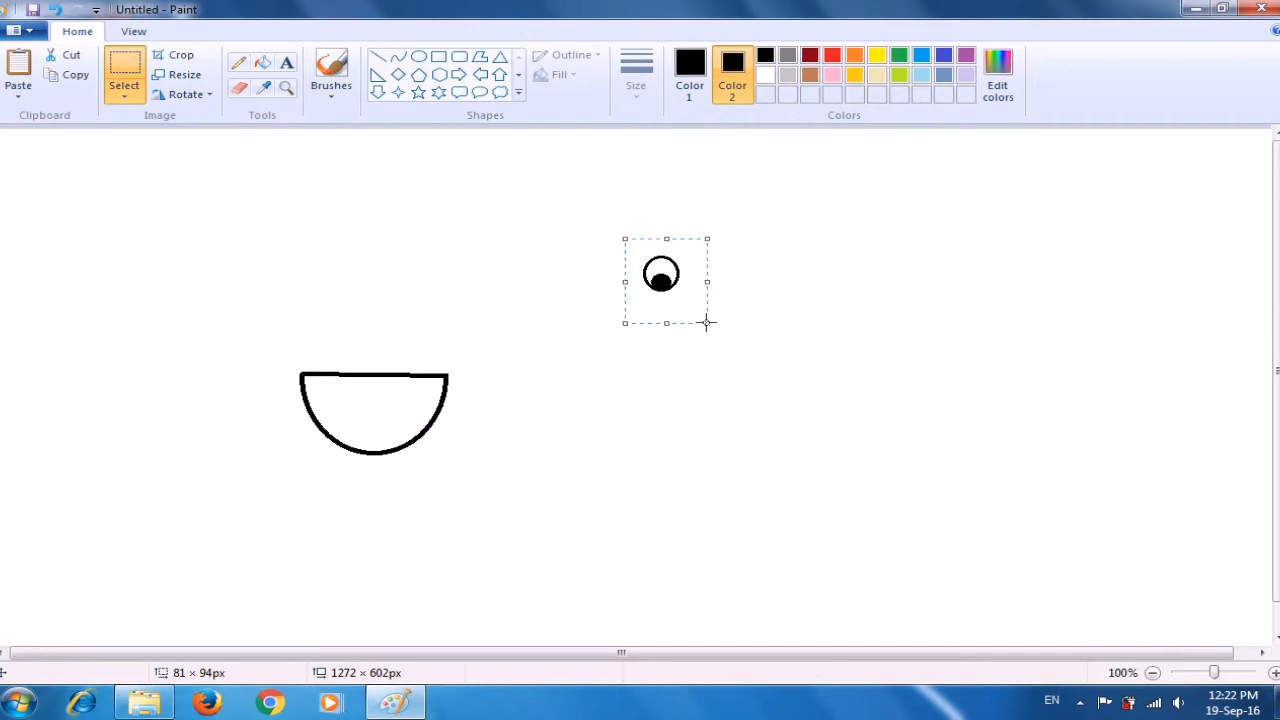 Untitled - Paint
Home
View
Paste
Cut
Copy
Clipboard
Select
Crop
Resize
Rotate
Image
A
Tools
Brushes
Shapes
Outline
Fill
Size
Color 1
Color 2
Colors
Edit colors
81 × 94px
1272 × 602px
100%
EN
12:22 PM
19-Sep-16